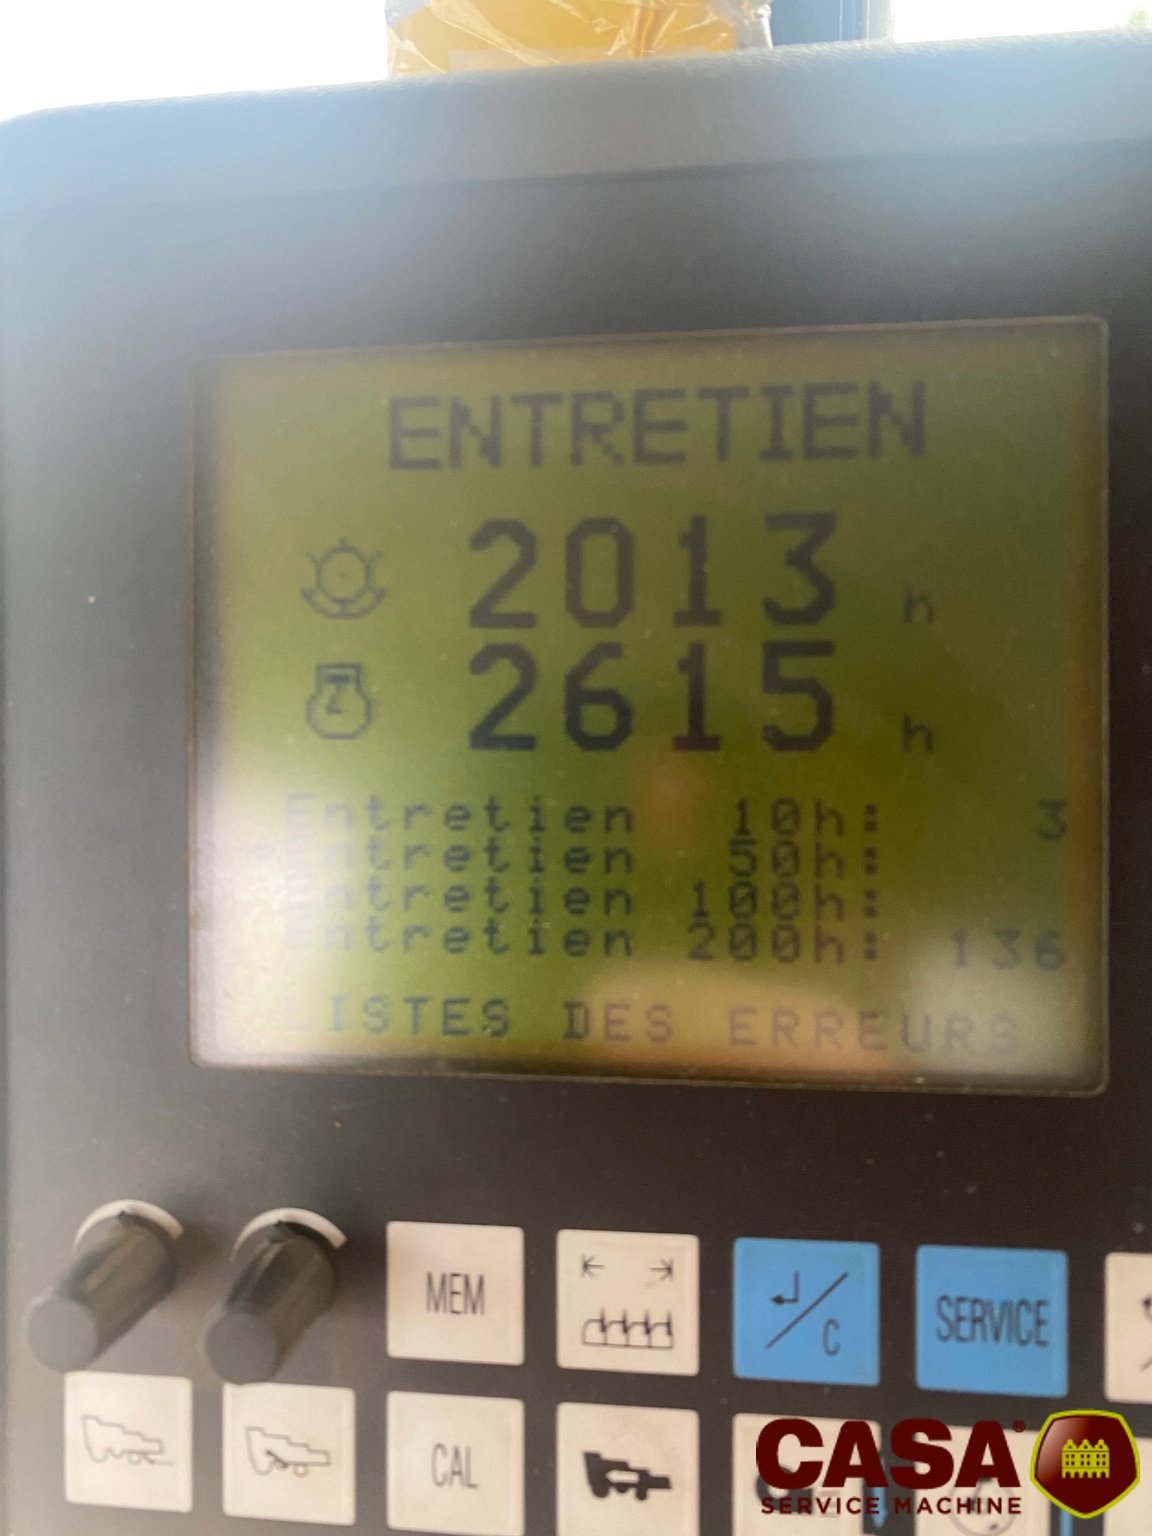 ENTRETIEN
2013 h
2615 h
Entretien 10h: 3
Entretien 50h:
Entretien 100h:
Entretien 200h: 136
LISTES DES ERREURS
MEM
C
SERVICE
CAL
CASA®
SERVICE MACHINE